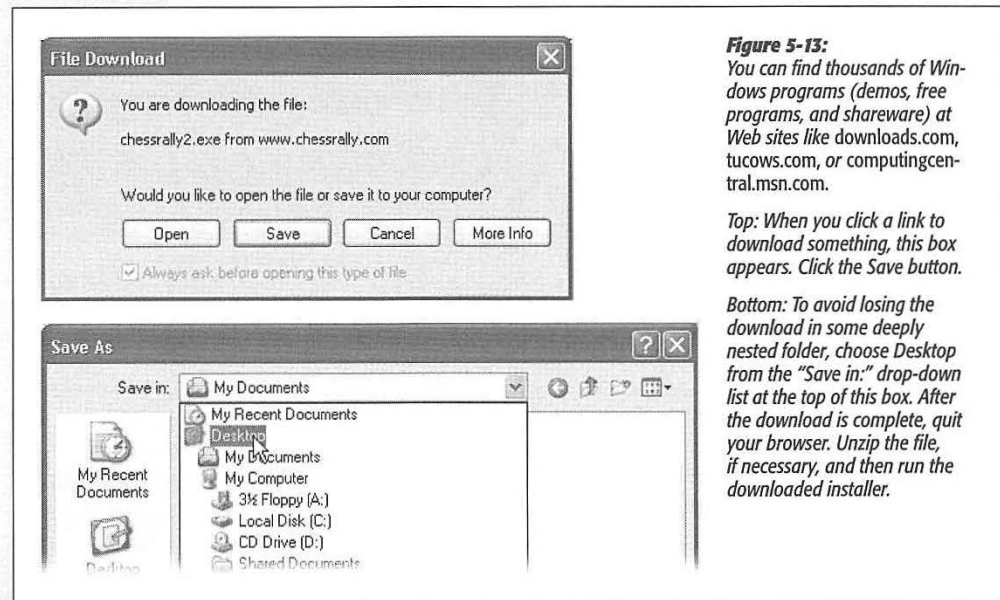 File Download
You are downloading the file:
chessrally2.exe from www.chessrally.com
Would you like to open the file or save it to your computer?
Open Save Cancel More Info
Always ask before opening this type of file
Save As
Save in: My Documents
My Recent Documents
Desktop
My Documents
My Computer
3½ Floppy (A:)
Local Disk (C:)
CD Drive (D:)
Shared Documents
My Recent
Documents
Desktop
Figure 5-13:
You can find thousands of Win-
dows programs (demos, free
programs, and shareware) at
Web sites like downloads.com,
tucows.com, or computingcen-
tral.msn.com.
Top: When you click a link to
download something, this box
appears. Click the Save button.
Bottom: To avoid losing the
download in some deeply
nested folder, choose Desktop
from the “Save in:” drop-down
list at the top of this box. After
the download is complete, quit
your browser. Unzip the file,
if necessary, and then run the
downloaded installer.